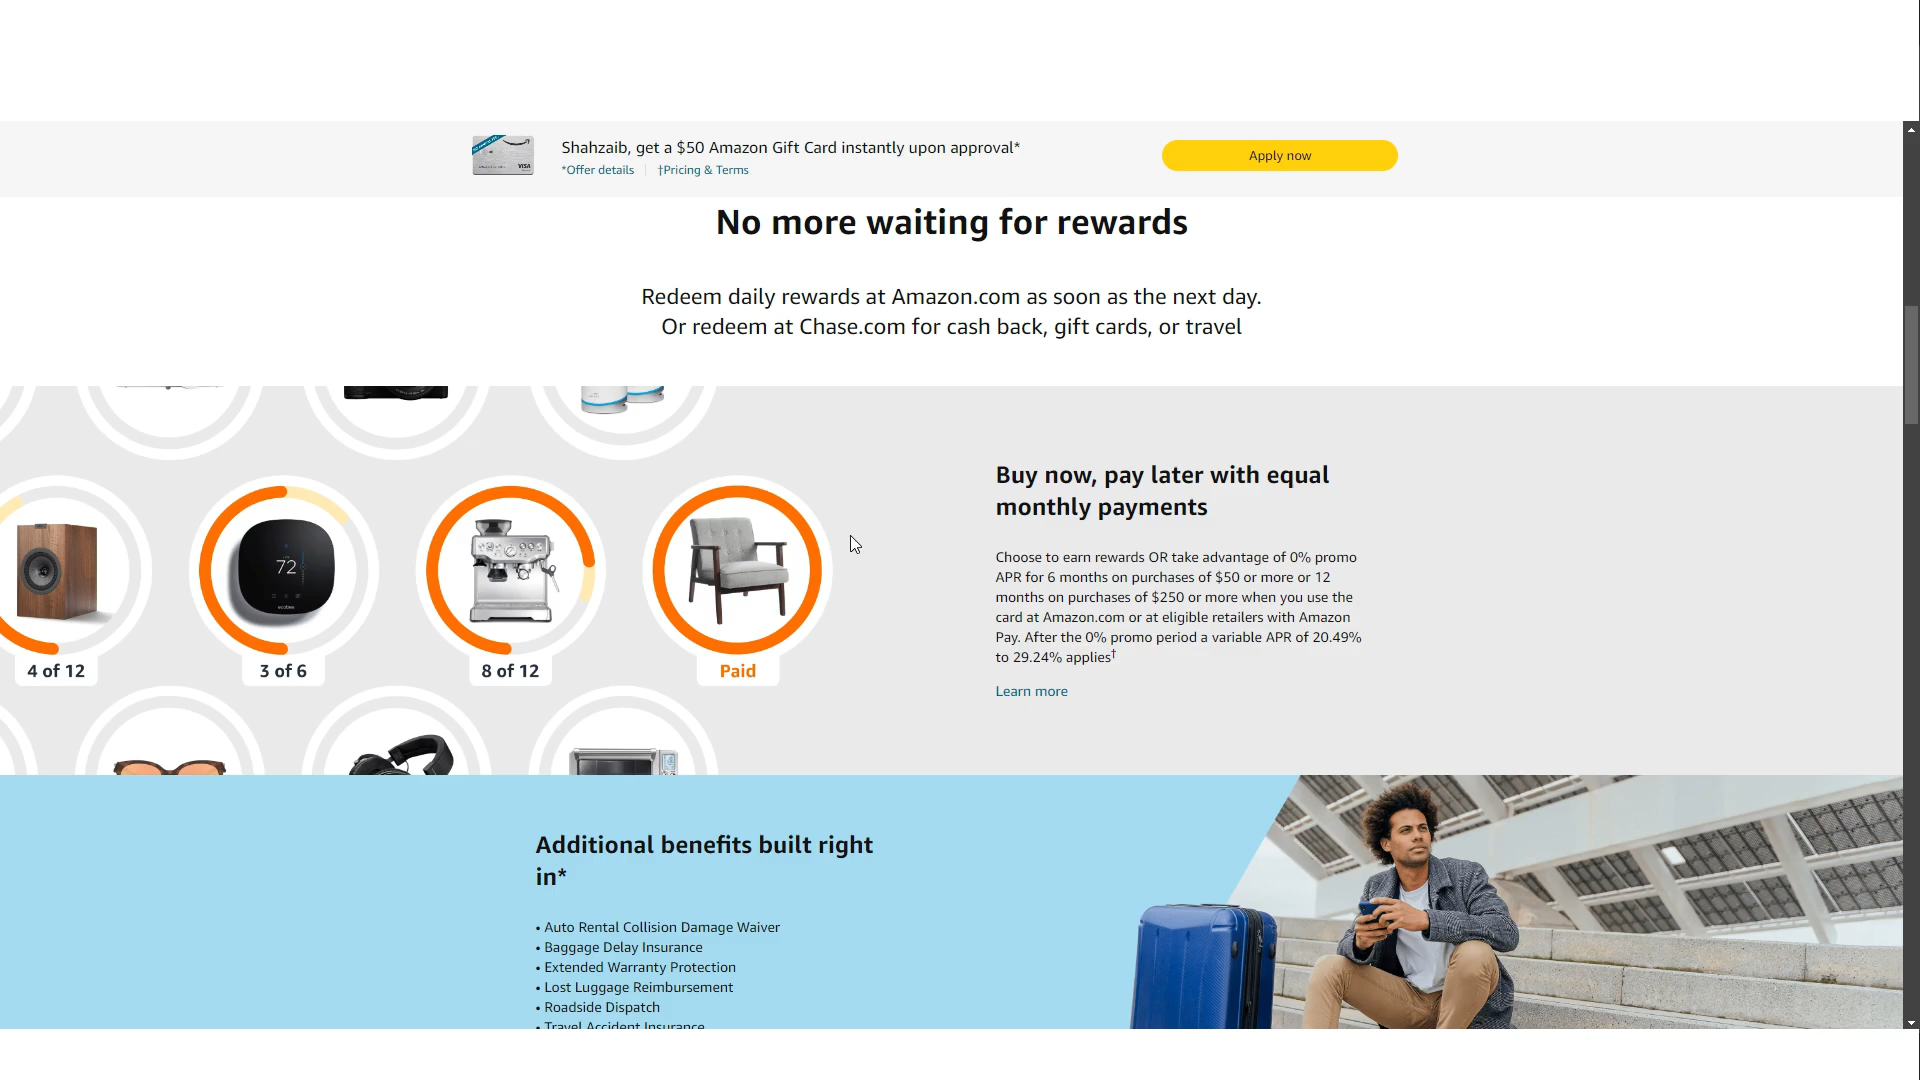 Shahzaib, get a $50 Amazon Gift Card instantly upon approval*
*Offer details
†Pricing & Terms
Apply now
VISA
No more waiting for rewards
Redeem daily rewards at Amazon.com as soon as the next day.
Or redeem at Chase.com for cash back, gift cards, or travel
72
ecobee
4 of 12
3 of 6
8 of 12
Paid
Buy now, pay later with equal
monthly payments
Choose to earn rewards OR take advantage of 0% promo
APR for 6 months on purchases of $50 or more or 12
months on purchases of $250 or more when you use the
card at Amazon.com or at eligible retailers with Amazon
Pay. After the 0% promo period a variable APR of 20.49%
to 29.24% applies†
Learn more
Additional benefits built right
in*
• Auto Rental Collision Damage Waiver
• Baggage Delay Insurance
• Extended Warranty Protection
• Lost Luggage Reimbursement
• Roadside Dispatch
• Travel Accident Insurance